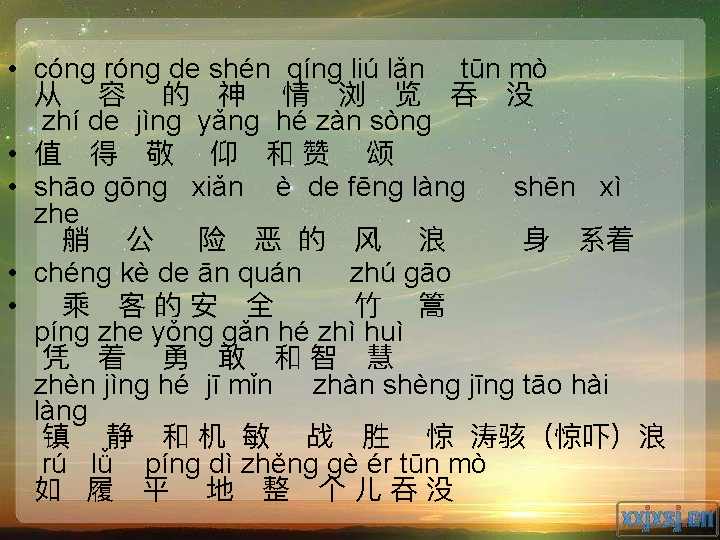 • cóng róng de shén qíng liú lǎn tūn mò
从 容 的 神 情 浏 览 吞 没
zhí de jìng yǎng hé zàn sòng
• 值 得 敬 仰 和 赞 颂
• shāo gōng xiǎn è de fēng làng shēn xì
zhe
艄 公 险 恶 的 风 浪 身 系着
• chéng kè de ān quán zhú gāo
• 乘 客 的 安 全 竹 篙
píng zhe yǒng gǎn hé zhì huì
凭 着 勇 敢 和 智 慧
zhèn jìng hé jī mǐn zhàn shèng jīng tāo hài
làng
镇 静 和 机 敏 战 胜 惊 涛骇（惊吓）浪
rú lǚ píng dì zhěng gè ér tūn mò
如 履 平 地 整 个 儿 吞 没
xxjxsj.cn